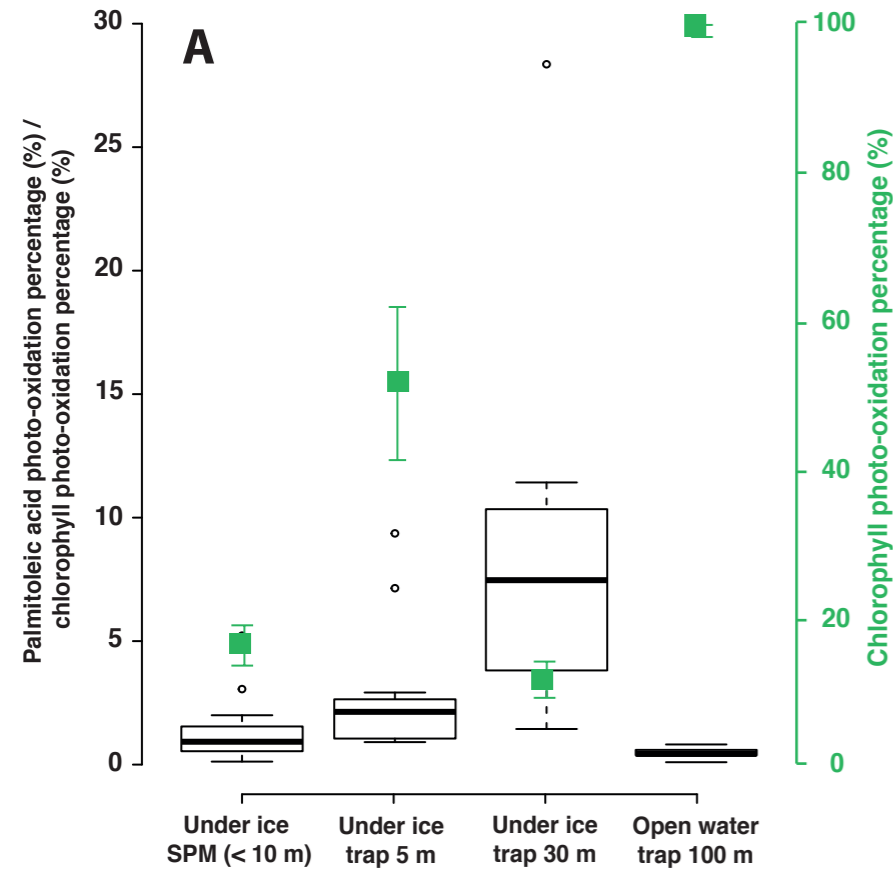 A
Palmitoleic acid photo-oxidation percentage (%) /
chlorophyll photo-oxidation percentage (%)
30
25
20
15
10
5
0
100
80
60
40
20
0
Chlorophyll photo-oxidation percentage (%)
Under ice
SPM (< 10 m)
Under ice
trap 5 m
Under ice
trap 30 m
Open water
trap 100 m